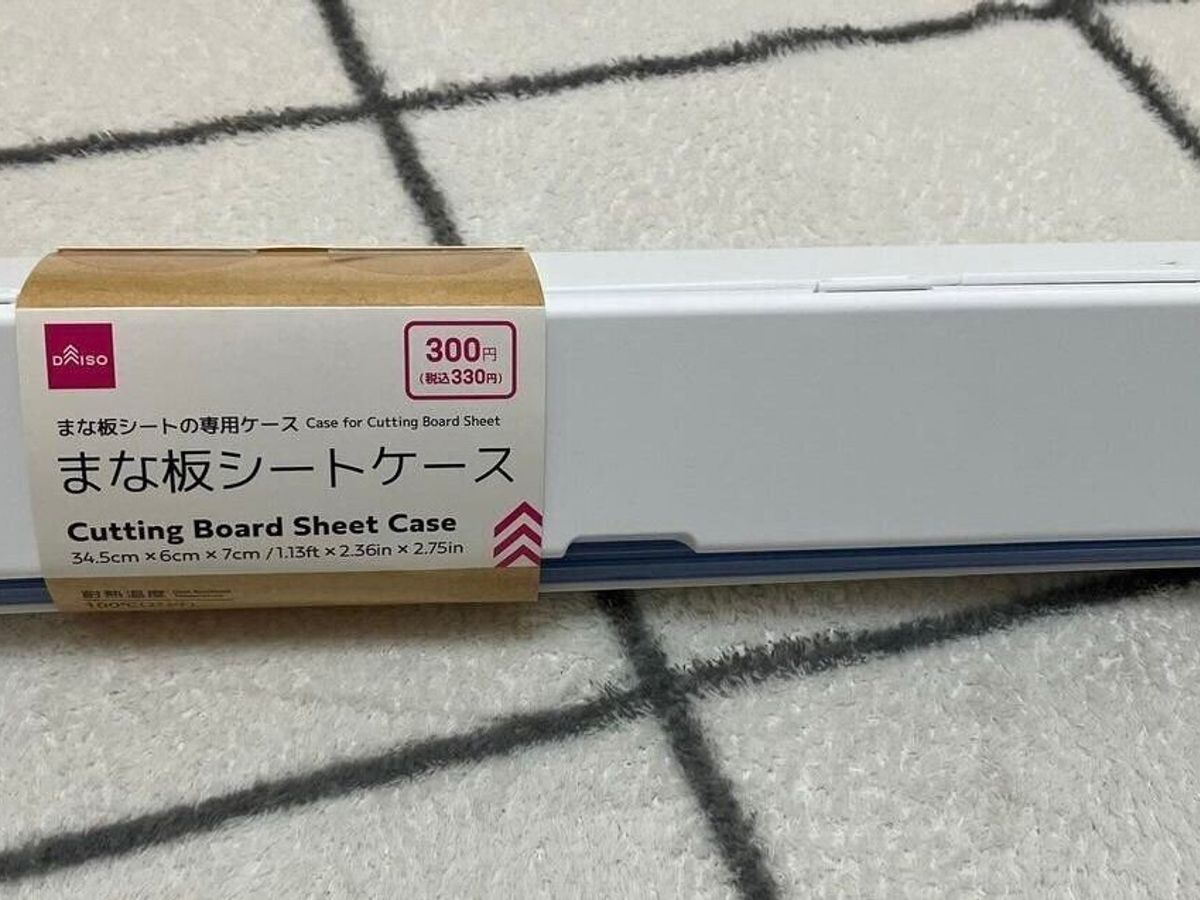 DAISO
300円
(税込330円)
まな板シートの専用ケース Case for Cutting Board Sheet
まな板シートケース
Cutting Board Sheet Case
34.5cm×6cm×7cm/1.13ft×2.36in×2.75in
耐熱温度